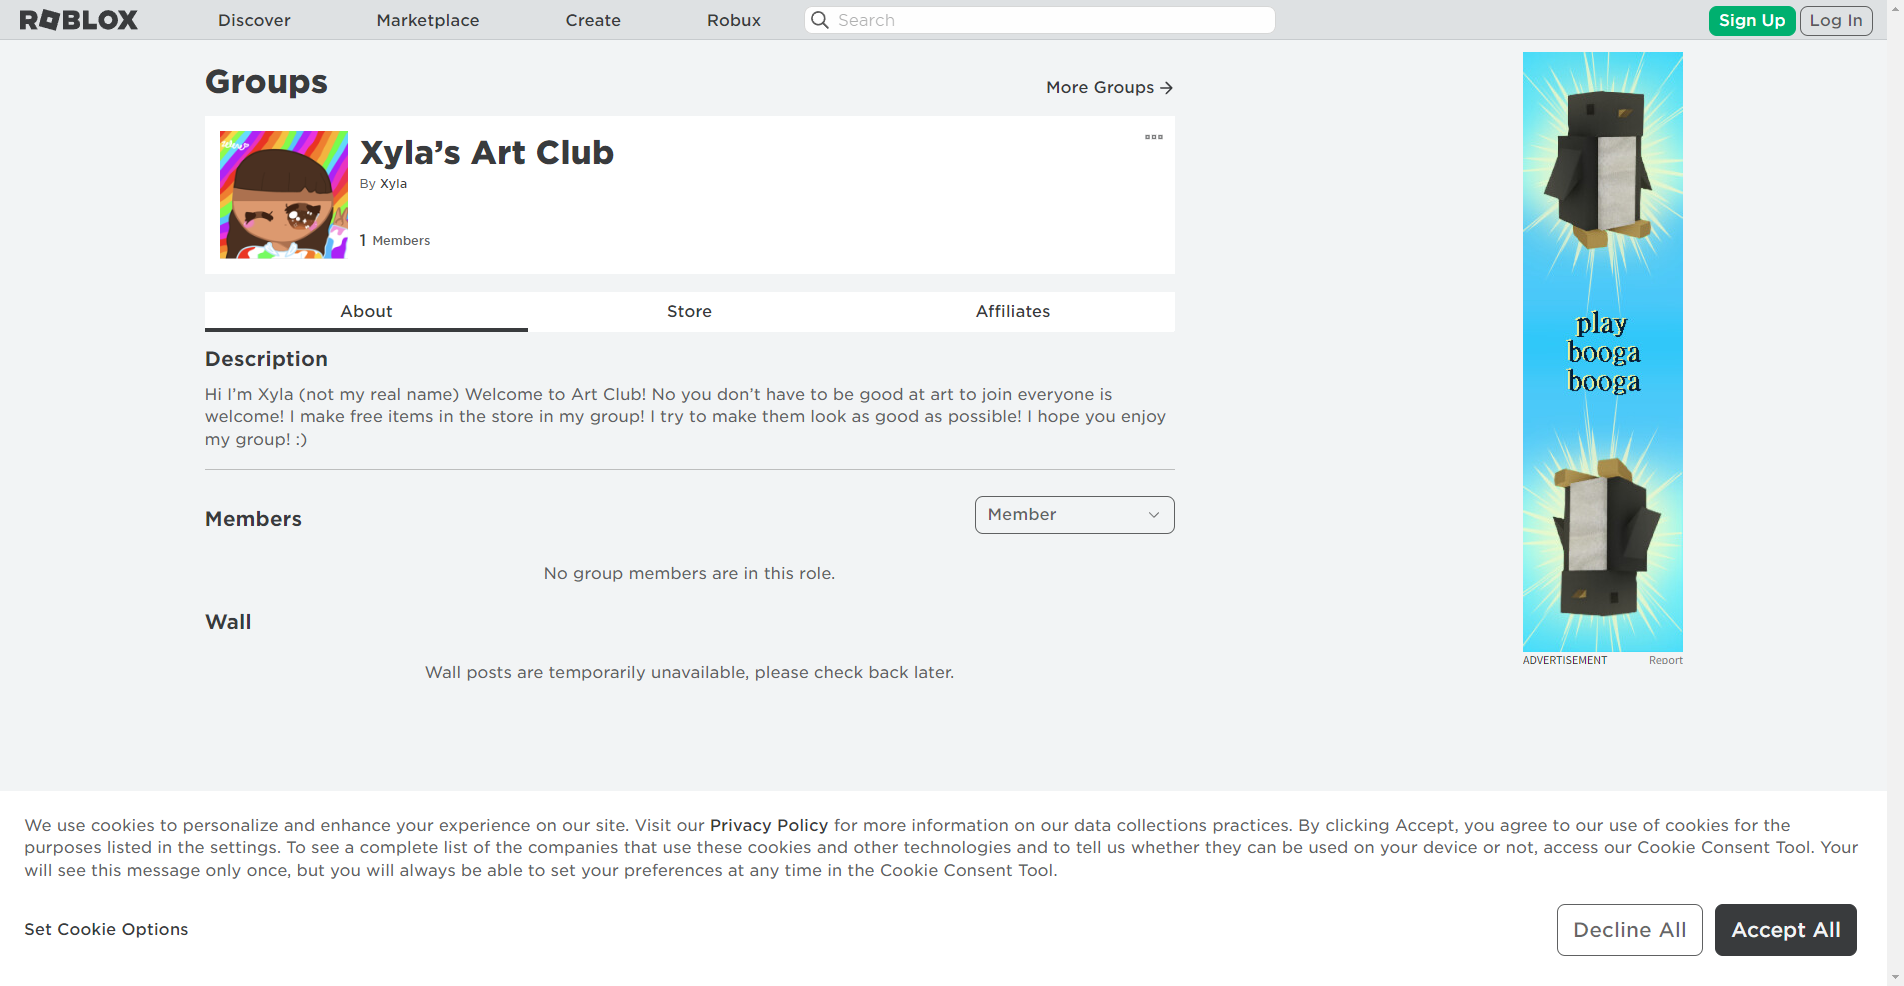 ROBLOX
Discover
Marketplace
Create
Robux
Search
Sign Up
Log In
Groups
More Groups
Xyla’s Art Club
By Xyla
1 Members
About
Store
Affiliates
Description
Hi I’m Xyla (not my real name) Welcome to Art Club! No you don’t have to be good at art to join everyone is
welcome! I make free items in the store in my group! I try to make them look as good as possible! I hope you enjoy
my group! :)
Members
Member
No group members are in this role.
Wall
Wall posts are temporarily unavailable, please check back later.
play
booga
booga
ADVERTISEMENT
Report
We use cookies to personalize and enhance your experience on our site. Visit our Privacy Policy for more information on our data collections practices. By clicking Accept, you agree to our use of cookies for the
purposes listed in the settings. To see a complete list of the companies that use these cookies and other technologies and to tell us whether they can be used on your device or not, access our Cookie Consent Tool. Your
will see this message only once, but you will always be able to set your preferences at any time in the Cookie Consent Tool.
Set Cookie Options
Decline All
Accept All